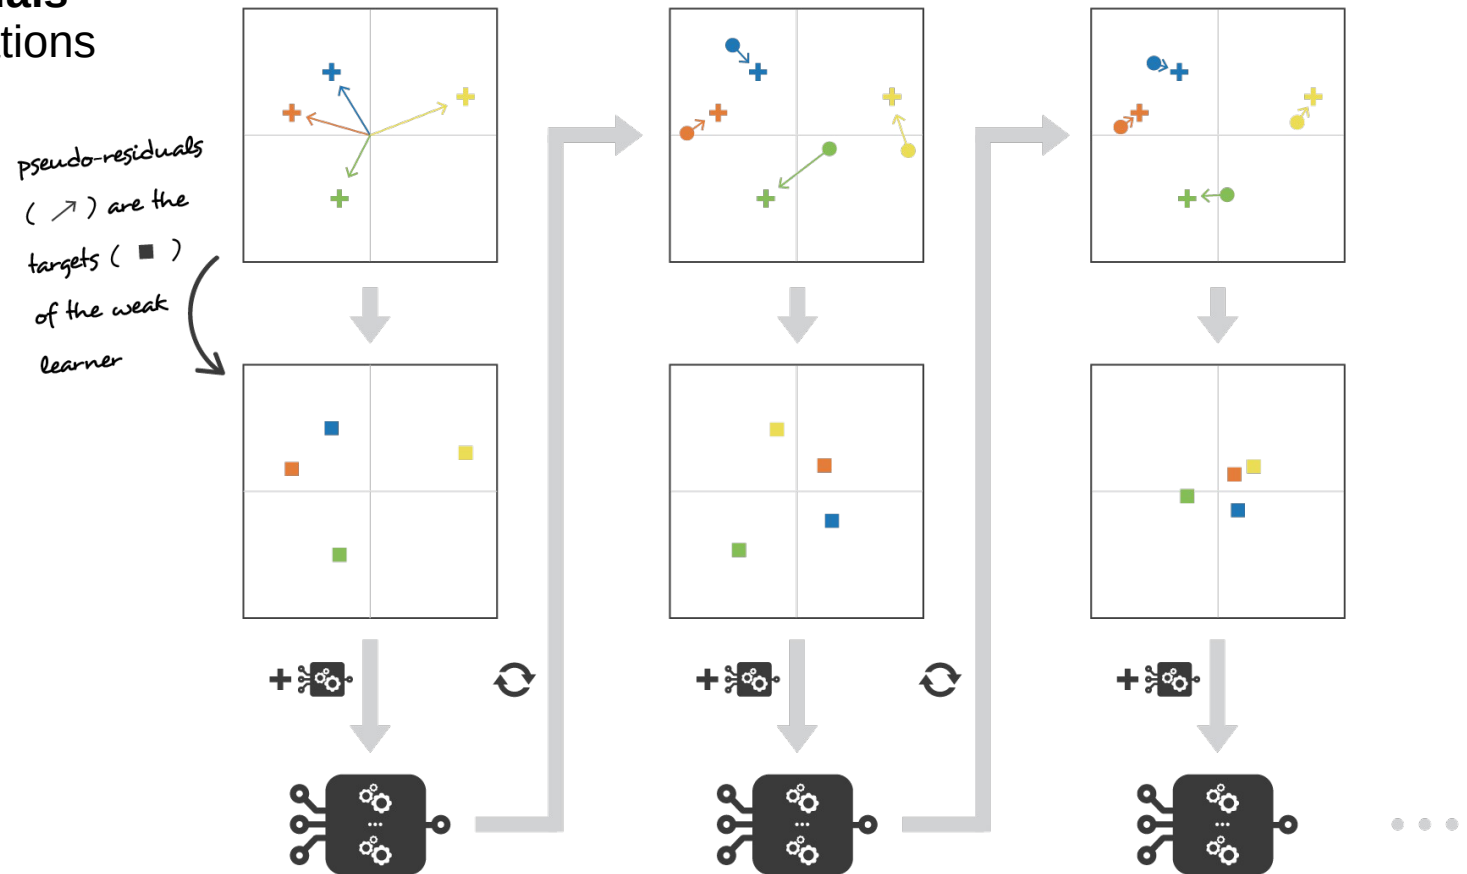 tions
pseudo-residuals
( ↗ ) are the
targets ( ■ )
of the weak
learner